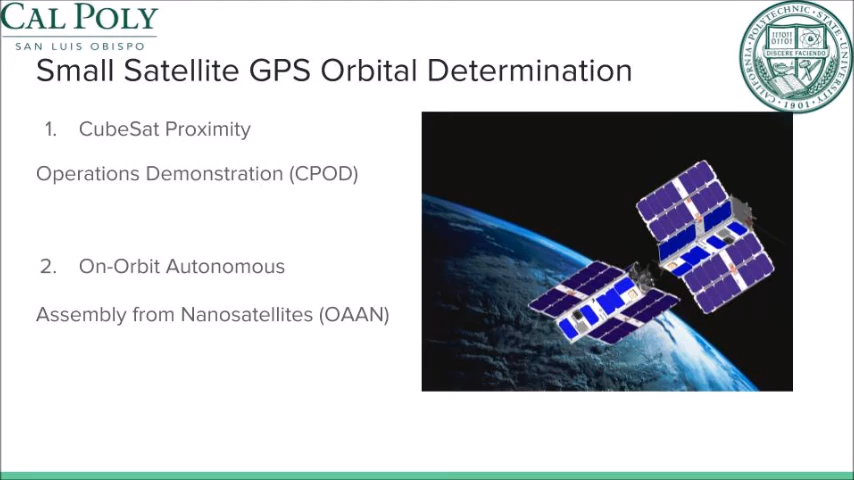 CAL POLY
SAN LUIS OBISPO
Small Satellite GPS Orbital Determination
1. CubeSat Proximity
Operations Demonstration (CPOD)
2. On-Orbit Autonomous
Assembly from Nanosatellites (OAAN)
CALIFORNIA POLYTECHNIC STATE UNIVERSITY
DISCERE FACIENDO
1901